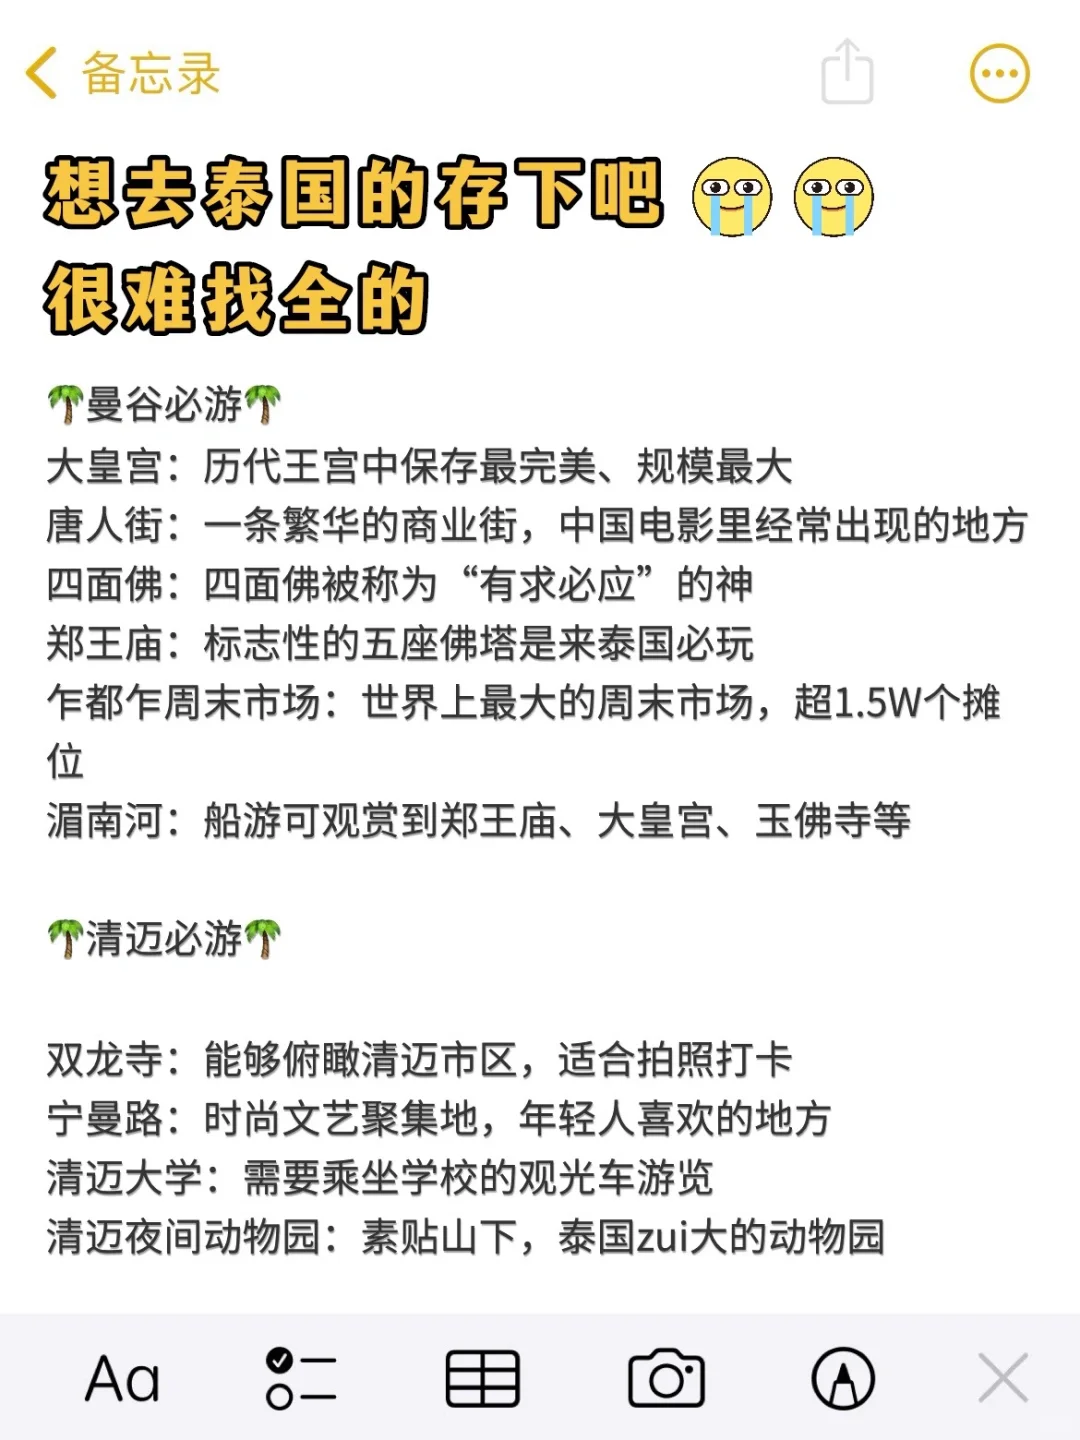 备忘录
想去泰国的存下吧
很难找全的
🌴曼谷必游🌴
大皇宫：历代王宫中保存最完美、规模最大
唐人街：一条繁华的商业街，中国电影里经常出现的地方
四面佛：四面佛被称为“有求必应”的神
郑王庙：标志性的五座佛塔是来泰国必玩
乍都乍周末市场：世界上最大的周末市场，超1.5W个摊
位
湄南河：船游可观赏到郑王庙、大皇宫、玉佛寺等
🌴清迈必游🌴
双龙寺：能够俯瞰清迈市区，适合拍照打卡
宁曼路：时尚文艺聚集地，年轻人喜欢的地方
清迈大学：需要乘坐学校的观光车游览
清迈夜间动物园：素贴山下，泰国zui大的动物园
Aa